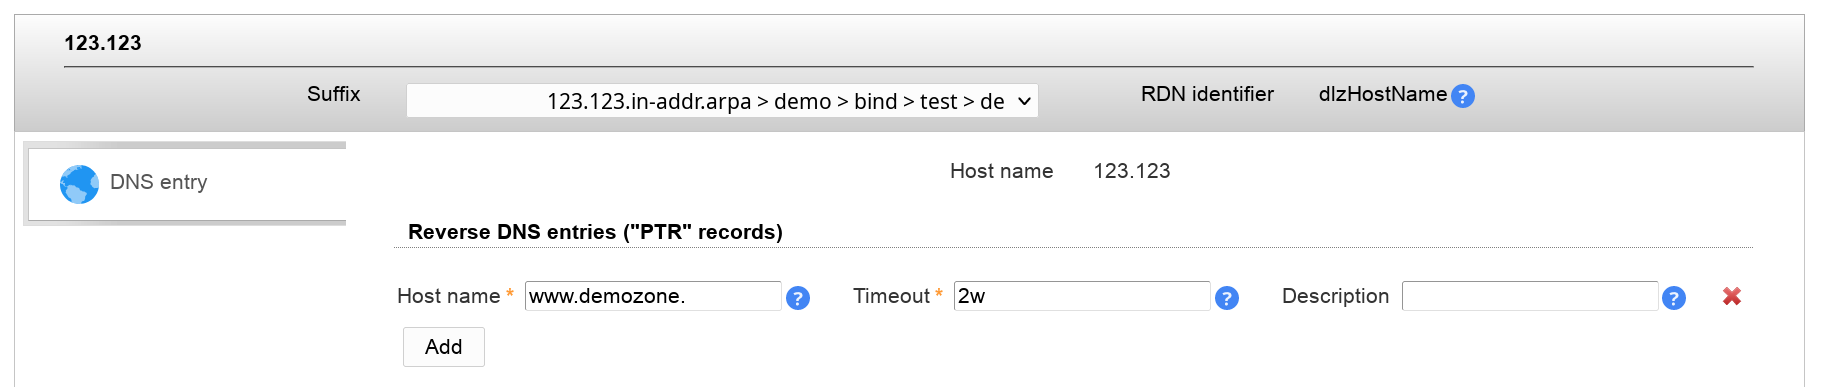 123.123
Suffix 123.123.in-addr.arpa > demo > bind > test > de RDN identifier dlzHostName ?
DNS entry
Host name 123.123
Reverse DNS entries ("PTR" records)
Host name * www.demozone. ? Timeout * 2w ? Description ?
Add